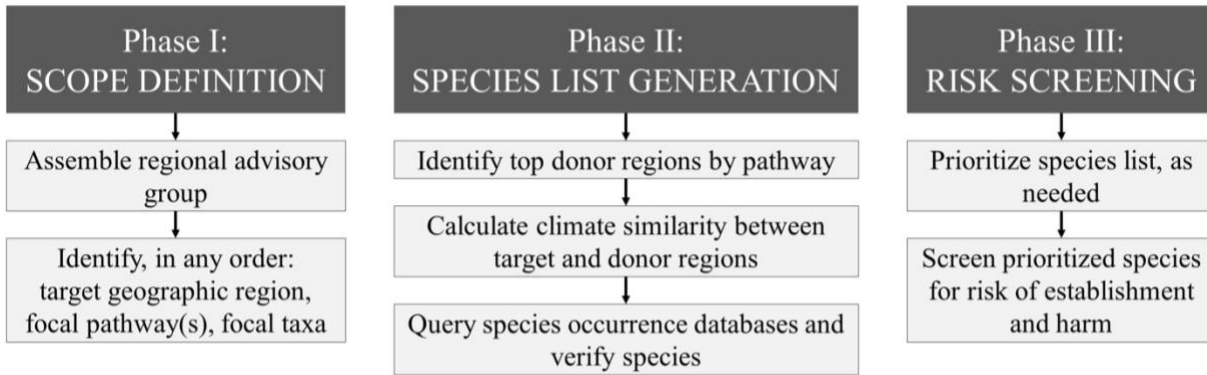 Phase I:
SCOPE DEFINITION
Assemble regional advisory
group
Identify, in any order:
target geographic region,
focal pathway(s), focal taxa
Phase II:
SPECIES LIST GENERATION
Identify top donor regions by pathway
Calculate climate similarity between
target and donor regions
Query species occurrence databases and
verify species
Phase III:
RISK SCREENING
Prioritize species list, as
needed
Screen prioritized species
for risk of establishment
and harm